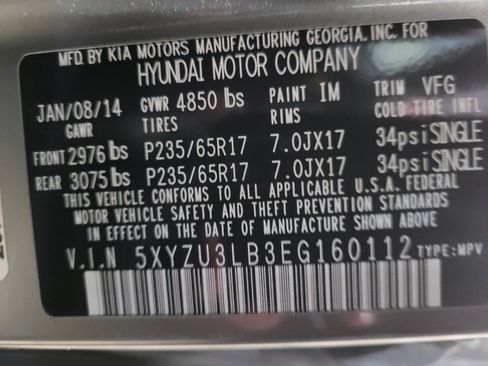 MFD.BY KIA MOTORS MANUFACTURING GEORGIA, INC. FOR
HYUNDAI MOTOR COMPANY
JAN/08/14 GVWR 4850 lbs PAINT IM TRIM VFG
GAWR TIRES RIMS COLD TIRE INFL
FRONT 2976 lbs P235/65R17 7.0JX17 34psi SINGLE
REAR 3075 lbs P235/65R17 7.0JX17 34psi SINGLE
THIS VEHICLE CONFORMS TO ALL APPLICABLE U.S.A. FEDERAL
MOTOR VEHICLE SAFETY AND THEFT PREVENTION STANDARDS
IN EFFECT ON THE DATE OF MANUFACTURE SHOWN ABOVE.
V.I.N 5XYZU3LB3EG160112 TYPE:MPV